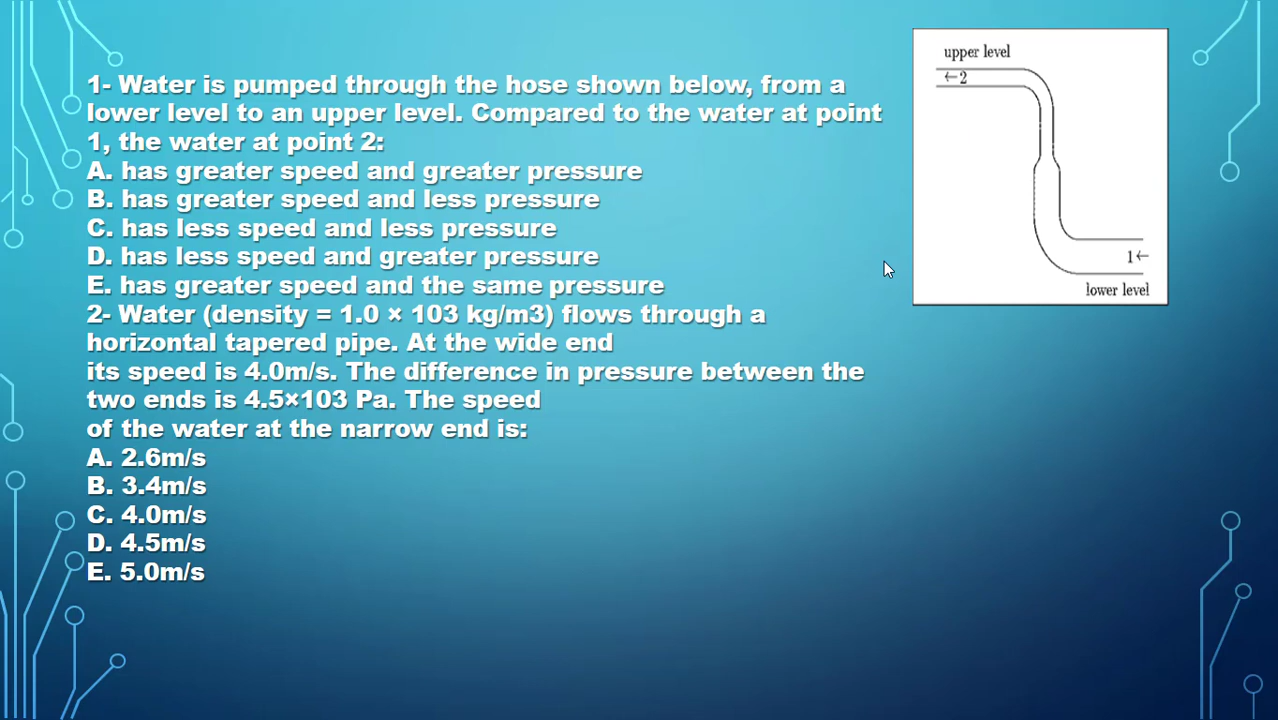 1- Water is pumped through the hose shown below, from a
lower level to an upper level. Compared to the water at point
1, the water at point 2:
A. has greater speed and greater pressure
B. has greater speed and less pressure
C. has less speed and less pressure
D. has less speed and greater pressure
E. has greater speed and the same pressure
2- Water (density = 1.0 × 103 kg/m3) flows through a
horizontal tapered pipe. At the wide end
its speed is 4.0m/s. The difference in pressure between the
two ends is 4.5×103 Pa. The speed
of the water at the narrow end is:
A. 2.6m/s
B. 3.4m/s
C. 4.0m/s
D. 4.5m/s
E. 5.0m/s
upper level
←2
1←
lower level